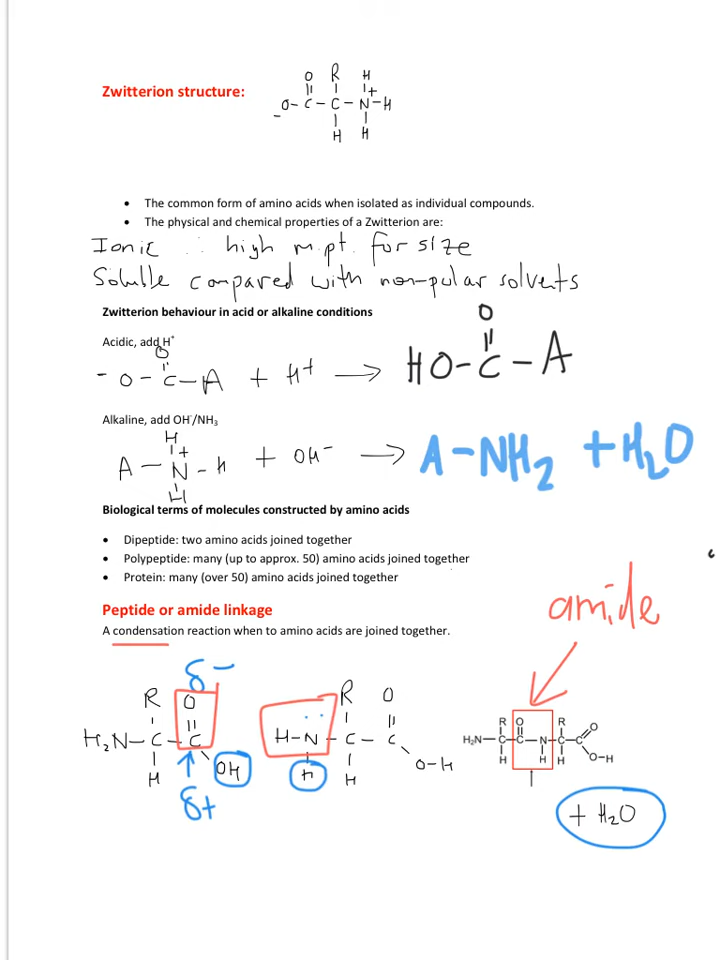 O R H
Zwitterion structure:
|| | |+
O- C - C - N-H
- | |
H H
• The common form of amino acids when isolated as individual compounds.
• The physical and chemical properties of a Zwitterion are:
Ionic ∴ high m.pt. for size
Soluble compared with non-polar solvents
Zwitterion behaviour in acid or alkaline conditions
Acidic, add H⁺
O
||
- O - C - A + H+ → HO-C-A
O
||
Alkaline, add OH⁻/NH₃
H
|+
A - N - H + OH⁻ → A-NH₂ + H₂O
|
H
Biological terms of molecules constructed by amino acids
• Dipeptide: two amino acids joined together
• Polypeptide: many (up to approx. 50) amino acids joined together
• Protein: many (over 50) amino acids joined together
amide
Peptide or amide linkage
A condensation reaction when to amino acids are joined together.
δ-
R O R O R O R O
| || | || | || |
H₂N-C-C H-N-C-C H₂N-C-C-N-C-C
| OH H H O-H H H H O-H
H
δ+
+ H₂O